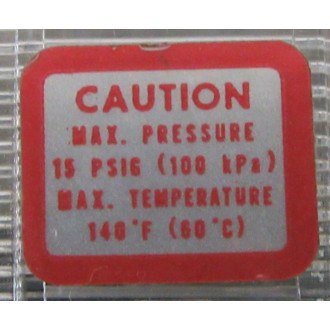 CAUTION
MAX. PRESSURE
15 PSIG (100 kPa)
MAX. TEMPERATURE
140°F (60°C)